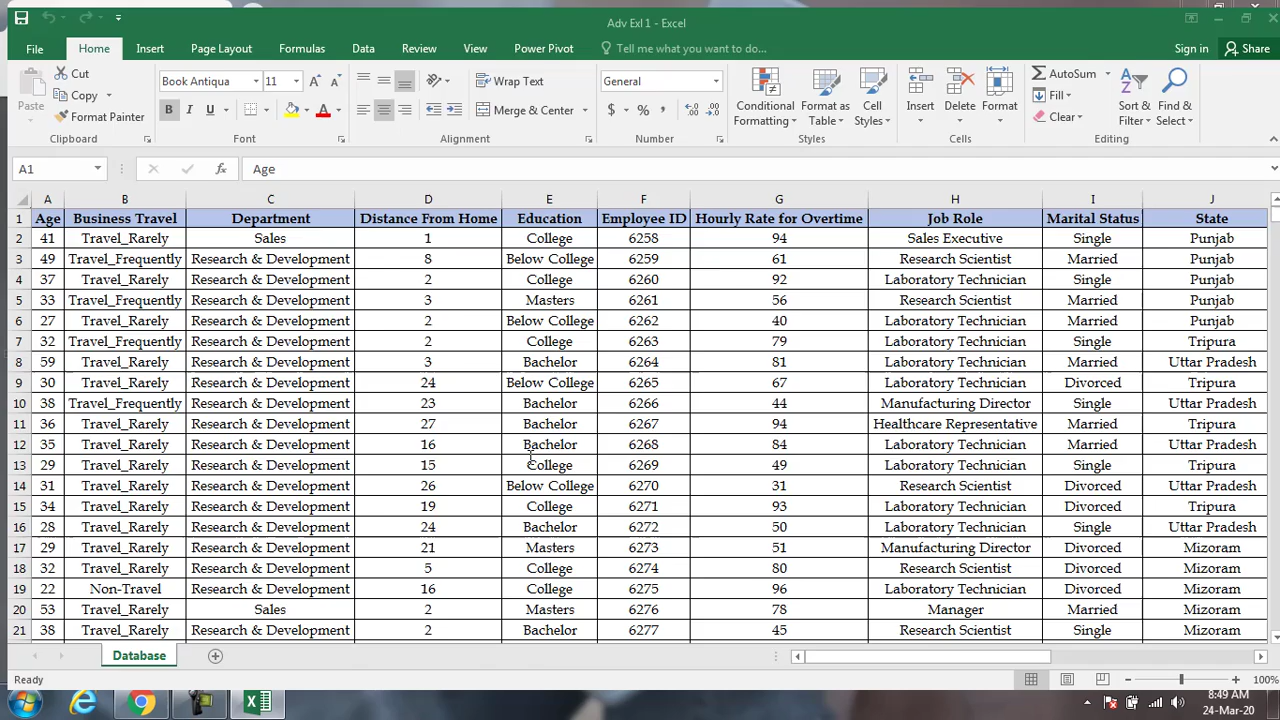 Adv Exl 1 - Excel
File Home Insert Page Layout Formulas Data Review View Power Pivot Tell me what you want to do... Sign in Share
Paste Cut Copy Format Painter Clipboard
Book Antiqua 11 A A B I U A Font
Wrap Text Merge & Center Alignment
General $ % , Number
Conditional Formatting Format as Table Cell Styles Styles
Insert Delete Format Cells
AutoSum Fill Clear Sort & Filter Find & Select Editing
A1 fx Age
A B C D E F G H I J
1 Age Business Travel Department Distance From Home Education Employee ID Hourly Rate for Overtime Job Role Marital Status State
2 41 Travel_Rarely Sales 1 College 6258 94 Sales Executive Single Punjab
3 49 Travel_Frequently Research & Development 8 Below College 6259 61 Research Scientist Married Punjab
4 37 Travel_Rarely Research & Development 2 College 6260 92 Laboratory Technician Single Punjab
5 33 Travel_Frequently Research & Development 3 Masters 6261 56 Research Scientist Married Punjab
6 27 Travel_Rarely Research & Development 2 Below College 6262 40 Laboratory Technician Married Punjab
7 32 Travel_Frequently Research & Development 2 College 6263 79 Laboratory Technician Single Tripura
8 59 Travel_Rarely Research & Development 3 Bachelor 6264 81 Laboratory Technician Married Uttar Pradesh
9 30 Travel_Rarely Research & Development 24 Below College 6265 67 Laboratory Technician Divorced Tripura
10 38 Travel_Frequently Research & Development 23 Bachelor 6266 44 Manufacturing Director Single Uttar Pradesh
11 36 Travel_Rarely Research & Development 27 Bachelor 6267 94 Healthcare Representative Married Tripura
12 35 Travel_Rarely Research & Development 16 Bachelor 6268 84 Laboratory Technician Married Uttar Pradesh
13 29 Travel_Rarely Research & Development 15 College 6269 49 Laboratory Technician Single Tripura
14 31 Travel_Rarely Research & Development 26 Below College 6270 31 Research Scientist Divorced Uttar Pradesh
15 34 Travel_Rarely Research & Development 19 College 6271 93 Laboratory Technician Divorced Tripura
16 28 Travel_Rarely Research & Development 24 Bachelor 6272 50 Laboratory Technician Single Uttar Pradesh
17 29 Travel_Rarely Research & Development 21 Masters 6273 51 Manufacturing Director Divorced Mizoram
18 32 Travel_Rarely Research & Development 5 College 6274 80 Research Scientist Divorced Mizoram
19 22 Non-Travel Research & Development 16 College 6275 96 Laboratory Technician Divorced Mizoram
20 53 Travel_Rarely Sales 2 Masters 6276 78 Manager Married Mizoram
21 38 Travel_Rarely Research & Development 2 Bachelor 6277 45 Research Scientist Single Mizoram
Database
Ready 100%
8:49 AM
24-Mar-20